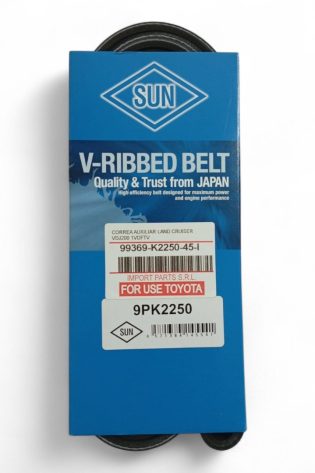 SUN
V-RIBBED BELT
Quality & Trust from JAPAN
High efficiency belt designed for maximum power
and engine performance
CORREA AUXILIAR LAND CRUISER
99369-K2250-45-I
IMPORT PARTS S.R.L
FOR USE TOYOTA
9PK2250
SUN